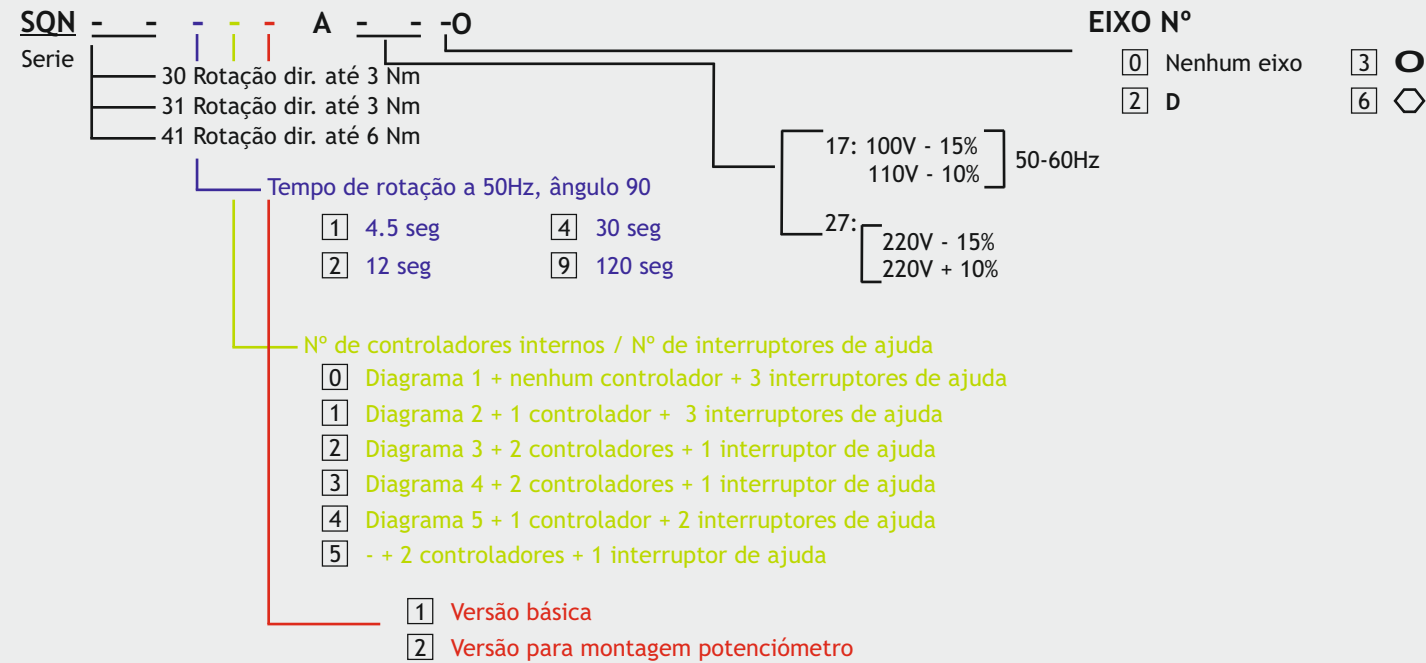 SQN - - - - - A - - -O
EIXO Nº
Serie
0 Nenhum eixo 3 O
2 D 6
30 Rotação dir. até 3 Nm
31 Rotação dir. até 3 Nm
41 Rotação dir. até 6 Nm
17: 100V - 15%
110V - 10%
50-60Hz
27:
220V - 15%
220V + 10%
Tempo de rotação a 50Hz, ângulo 90
1 4.5 seg 4 30 seg
2 12 seg 9 120 seg
Nº de controladores internos / Nº de interruptores de ajuda
0 Diagrama 1 + nenhum controlador + 3 interruptores de ajuda
1 Diagrama 2 + 1 controlador + 3 interruptores de ajuda
2 Diagrama 3 + 2 controladores + 1 interruptor de ajuda
3 Diagrama 4 + 2 controladores + 1 interruptor de ajuda
4 Diagrama 5 + 1 controlador + 2 interruptores de ajuda
5 - + 2 controladores + 1 interruptor de ajuda
1 Versão básica
2 Versão para montagem potenciómetro